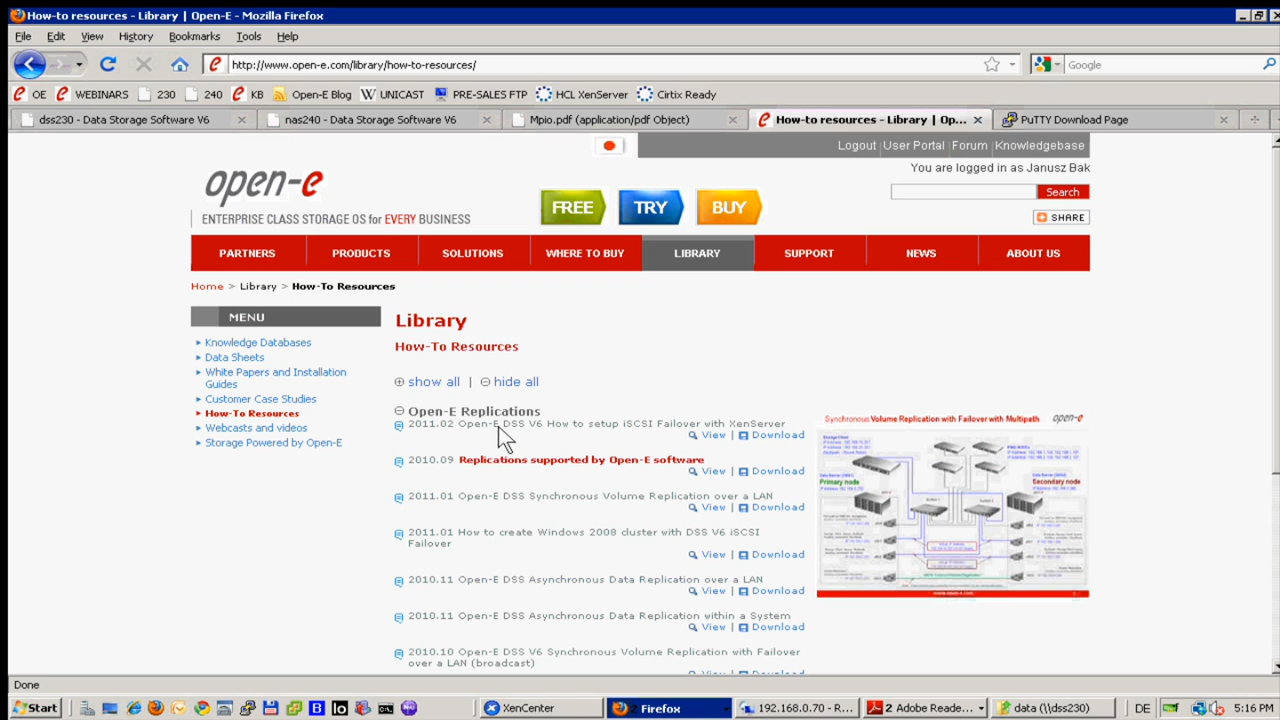 How-to resources - Library | Open-E - Mozilla Firefox
File Edit View History Bookmarks Tools Help
http://www.open-e.com/library/how-to-resources/
Google
OE WEBINARS 230 240 KB Open-E Blog UNICAST PRE-SALES FTP HCL XenServer Cirtix Ready
dss230 - Data Storage Software V6 nas240 - Data Storage Software V6 Mpio.pdf (application/pdf Object) How-to resources - Library | Op... PuTTY Download Page
Logout User Portal Forum Knowledgebase
You are logged in as Janusz Bak
open-e
ENTERPRISE CLASS STORAGE OS for EVERY BUSINESS
FREE TRY BUY
Search
SHARE
PARTNERS PRODUCTS SOLUTIONS WHERE TO BUY LIBRARY SUPPORT NEWS ABOUT US
Home > Library > How-To Resources
MENU
Knowledge Databases
Data Sheets
White Papers and Installation
Guides
Customer Case Studies
How-To Resources
Webcasts and videos
Storage Powered by Open-E
Library
How-To Resources
show all | hide all
Open-E Replications
2011.02 Open-E DSS V6 How to setup iSCSI Failover with XenServer
View | Download
2010.09 Replications supported by Open-E software
View | Download
2011.01 Open-E DSS Synchronous Volume Replication over a LAN
View | Download
2011.01 How to create Windows 2008 cluster with DSS V6 iSCSI
Failover
View | Download
2010.11 Open-E DSS Asynchronous Data Replication over a LAN
View | Download
2010.11 Open-E DSS Asynchronous Data Replication within a System
View | Download
2010.10 Open-E DSS V6 Synchronous Volume Replication with Failover
over a LAN (broadcast)
View | Download
Synchronous Volume Replication with Failover with Multipath
open-e
Primary node
Secondary node
www.open-e.com
Done
Start XenCenter 2 Firefox 192.168.0.70 - R... 2 Adobe Reade... data (\\dss230) DE 5:16 PM